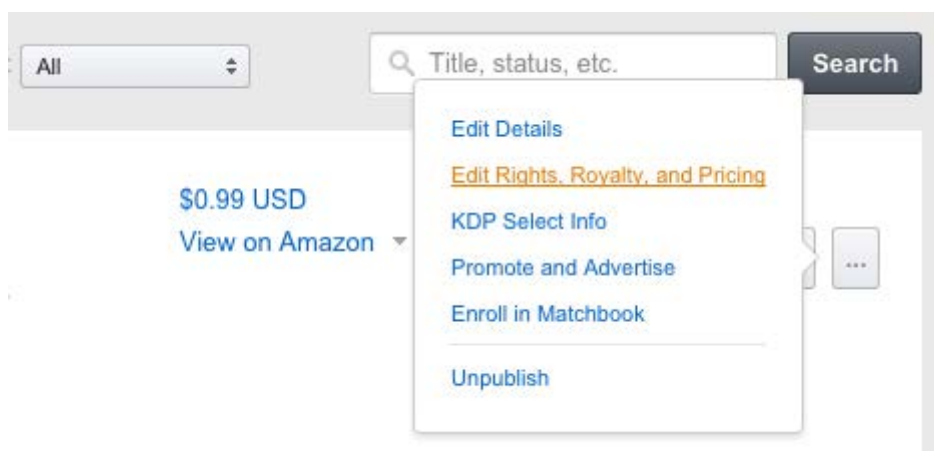 All
Title, status, etc.
Search
Edit Details
Edit Rights, Royalty, and Pricing
$0.99 USD
KDP Select Info
View on Amazon
Promote and Advertise
...
Enroll in Matchbook
Unpublish